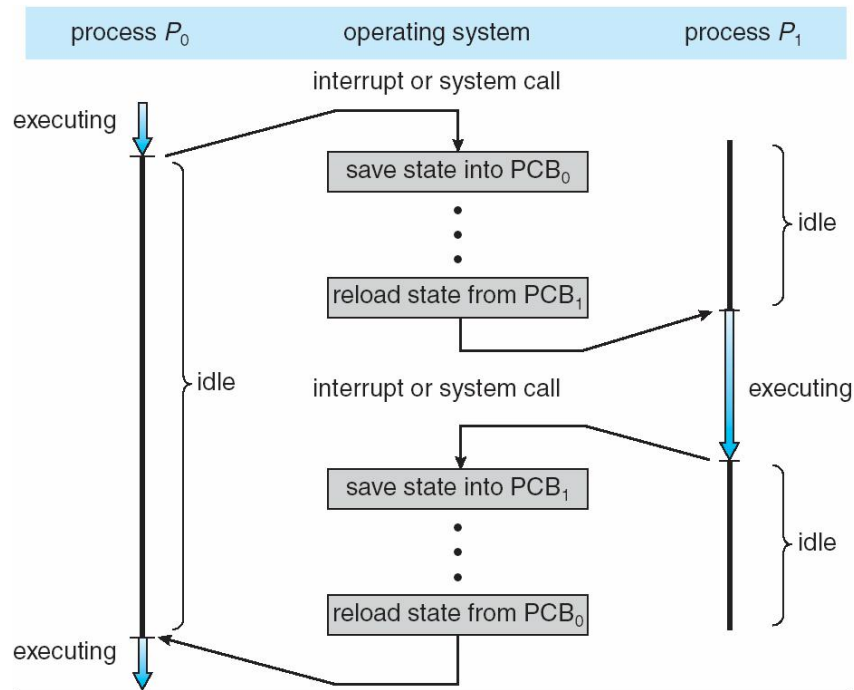 process P₀ operating system process P₁
interrupt or system call
executing
save state into PCB₀
idle
reload state from PCB₁
idle
interrupt or system call
executing
save state into PCB₁
idle
reload state from PCB₀
executing